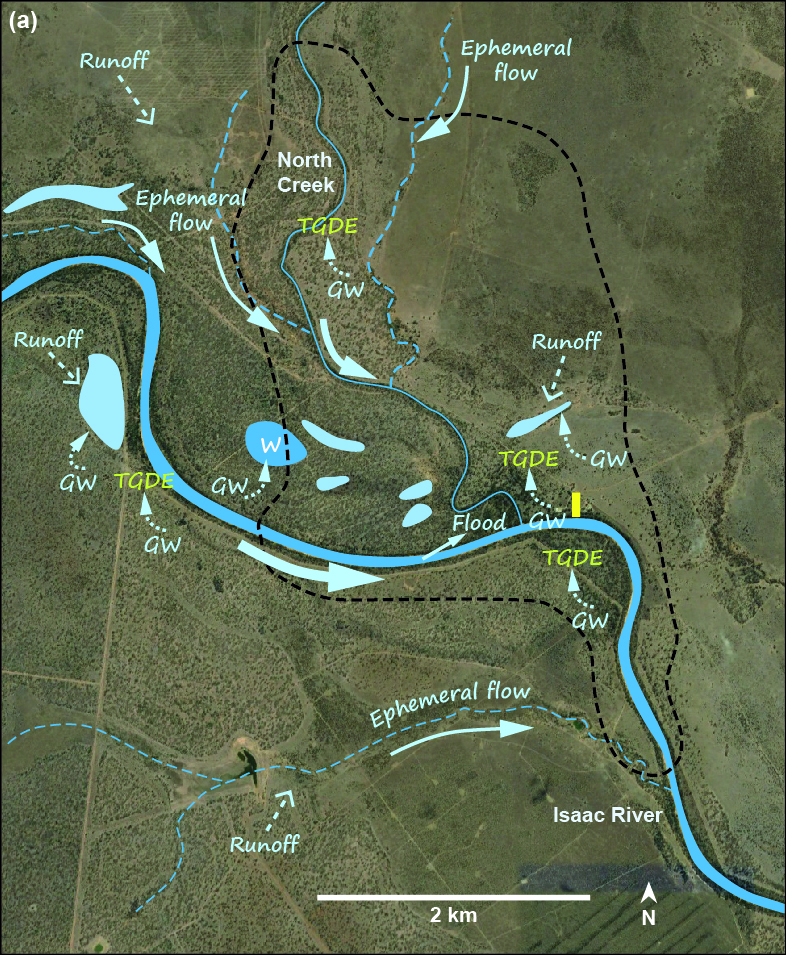 (a)
Runoff
Ephemeral
flow
North
Creek
Ephemeral
flow
TGDE
GW
Runoff
Runoff
W
GW
TGDE
GW
GW
TGDE
GW
GW
Flood
GW
TGDE
GW
Ephemeral flow
Isaac River
Runoff
2 km
N